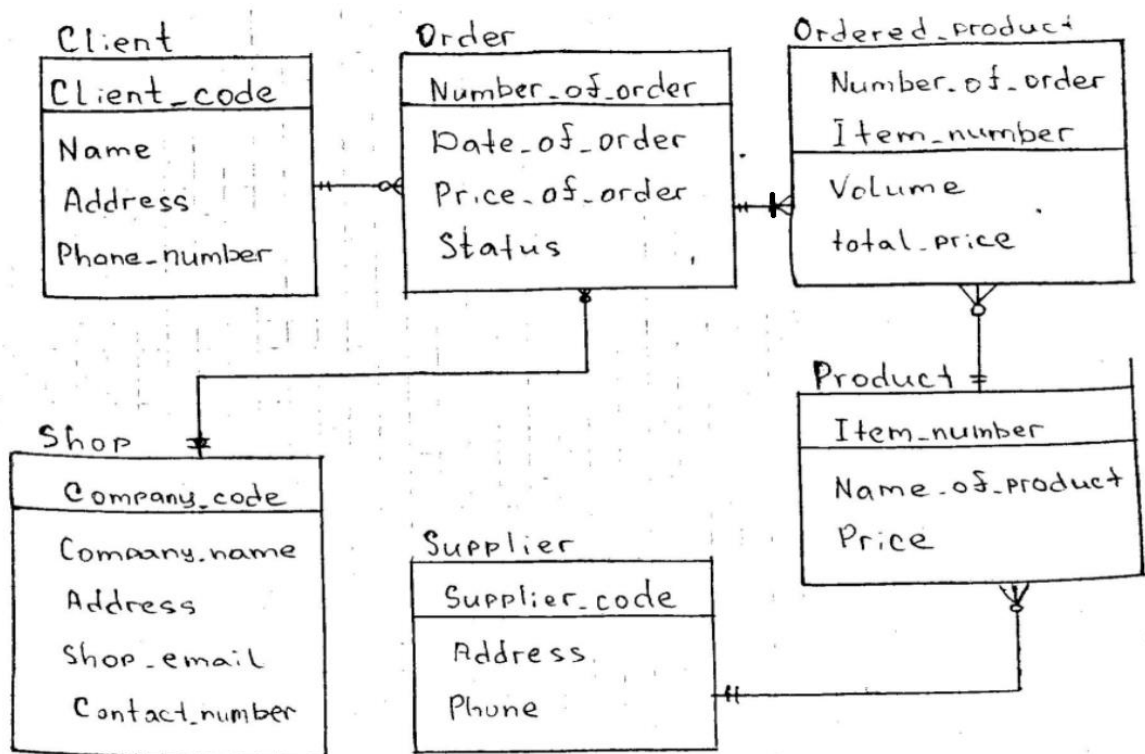 Client
Client_code
Name
Address
Phone_number
Order
Number_of_order
Date_of_order
Price_of_order
Status
Ordered_product
Number_of_order
Item_number
Volume
total_price
Shop
Company_code
Company_name
Address
Shop_email
Contact_number
Supplier
Supplier_code
Address
Phone
Product
Item_number
Name_of_product
Price